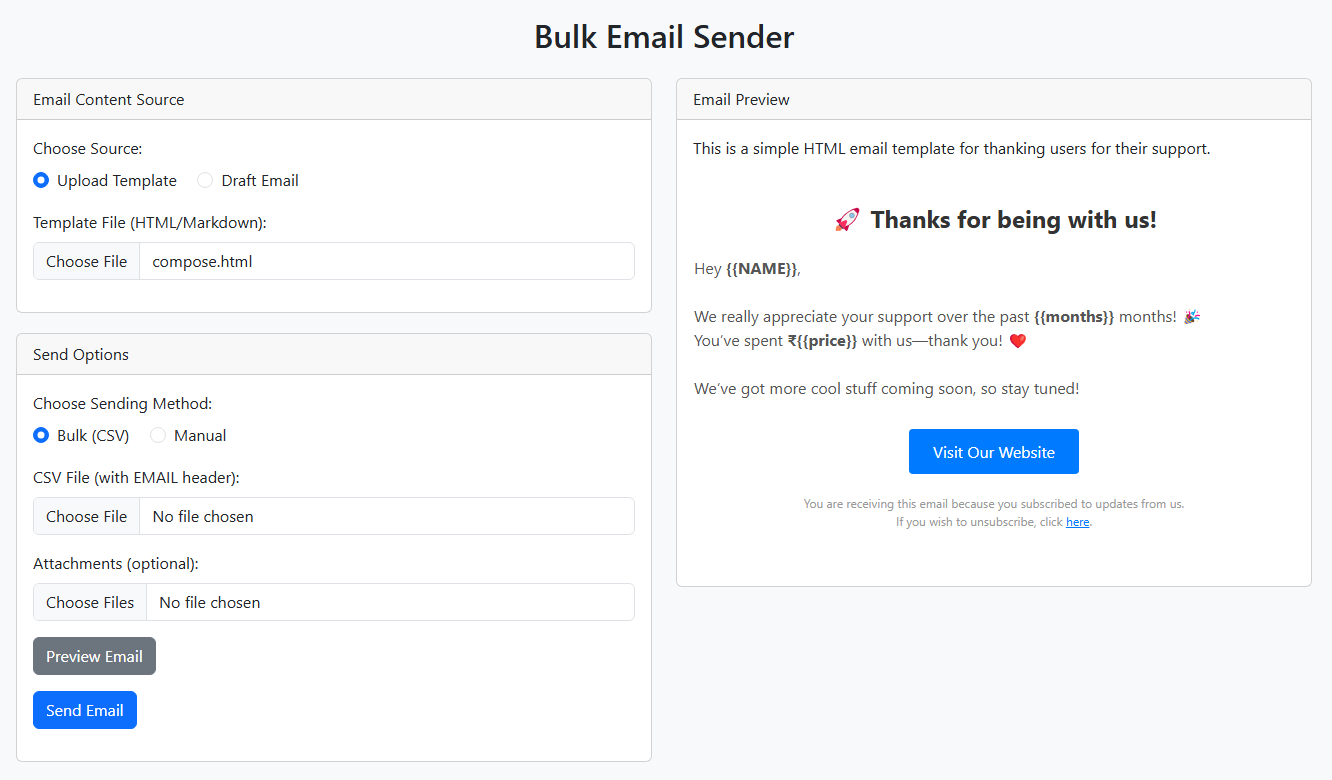 Bulk Email Sender
Email Content Source
Choose Source:
Upload Template Draft Email
Template File (HTML/Markdown):
Choose File compose.html
Send Options
Choose Sending Method:
Bulk (CSV) Manual
CSV File (with EMAIL header):
Choose File No file chosen
Attachments (optional):
Choose Files No file chosen
Preview Email
Send Email
Email Preview
This is a simple HTML email template for thanking users for their support.
🚀 Thanks for being with us!
Hey {{NAME}},
We really appreciate your support over the past {{months}} months! 🎉
You’ve spent ₹{{price}} with us—thank you! ❤️
We’ve got more cool stuff coming soon, so stay tuned!
Visit Our Website
You are receiving this email because you subscribed to updates from us.
If you wish to unsubscribe, click here.